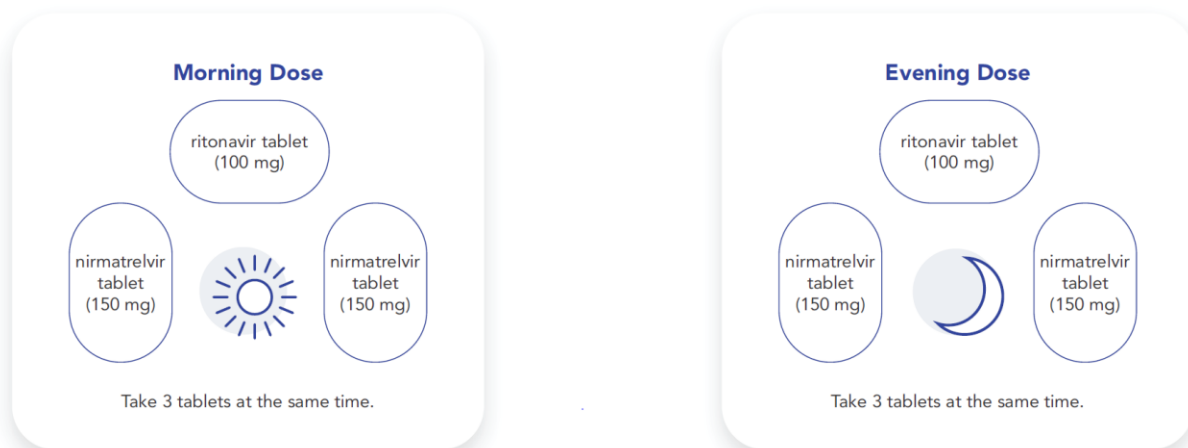 Morning Dose
ritonavir tablet
(100 mg)
nirmatrelvir
tablet
(150 mg)
nirmatrelvir
tablet
(150 mg)
Take 3 tablets at the same time.
Evening Dose
ritonavir tablet
(100 mg)
nirmatrelvir
tablet
(150 mg)
nirmatrelvir
tablet
(150 mg)
Take 3 tablets at the same time.